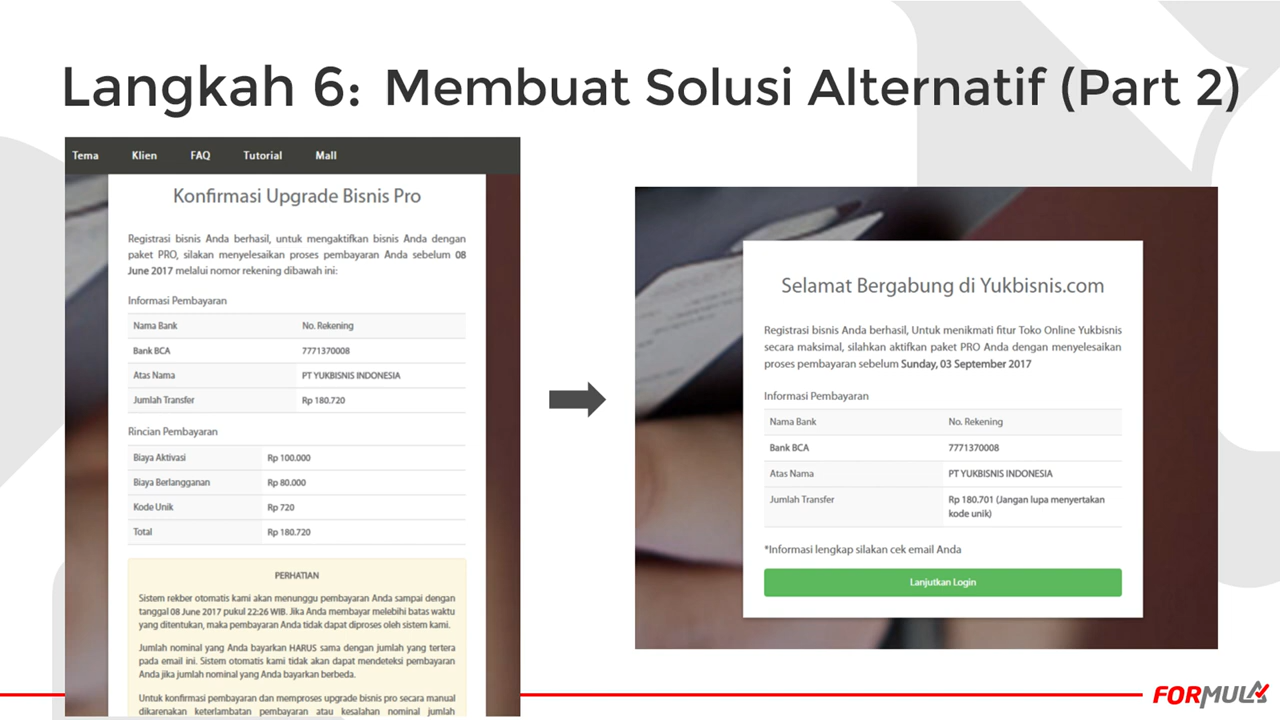 Langkah 6: Membuat Solusi Alternatif (Part 2)
Tema Klien FAQ Tutorial Mall
Konfirmasi Upgrade Bisnis Pro
Registrasi bisnis Anda berhasil, untuk mengaktifkan bisnis Anda dengan
paket PRO, silakan menyelesaikan proses pembayaran Anda sebelum 08
June 2017 melalui nomor rekening dibawah ini:
Informasi Pembayaran
Nama Bank No. Rekening
Bank BCA 7771370008
Atas Nama PT YUKBISNIS INDONESIA
Jumlah Transfer Rp 180.720
Rincian Pembayaran
Biaya Aktivasi Rp 100.000
Biaya Berlangganan Rp 80.000
Kode Unik Rp 720
Total Rp 180.720
PERHATIAN
Sistem rekber otomatis kami akan menunggu pembayaran Anda sampai dengan
tanggal 08 June 2017 pukul 22:26 WIB. Jika Anda membayar melebihi batas waktu
yang ditentukan, maka pembayaran Anda tidak dapat diproses oleh sistem kami.
Jumlah nominal yang Anda bayarkan HARUS sama dengan jumlah yang tertera
pada email ini. Sistem otomatis kami tidak akan dapat mendeteksi pembayaran
Anda jika jumlah nominal yang Anda bayarkan berbeda.
Untuk konfirmasi pembayaran dan memproses upgrade bisnis pro secara manual
dikarenakan keterlambatan pembayaran atau kesalahan nominal jumlah
Selamat Bergabung di Yukbisnis.com
Registrasi bisnis Anda berhasil, Untuk menikmati fitur Toko Online Yukbisnis
secara maksimal, silahkan aktifkan paket PRO Anda dengan menyelesaikan
proses pembayaran sebelum Sunday, 03 September 2017
Informasi Pembayaran
Nama Bank No. Rekening
Bank BCA 7771370008
Atas Nama PT YUKBISNIS INDONESIA
Jumlah Transfer Rp 180.701 (Jangan lupa menyertakan
kode unik)
*Informasi lengkap silakan cek email Anda
Lanjutkan Login
FORMULA